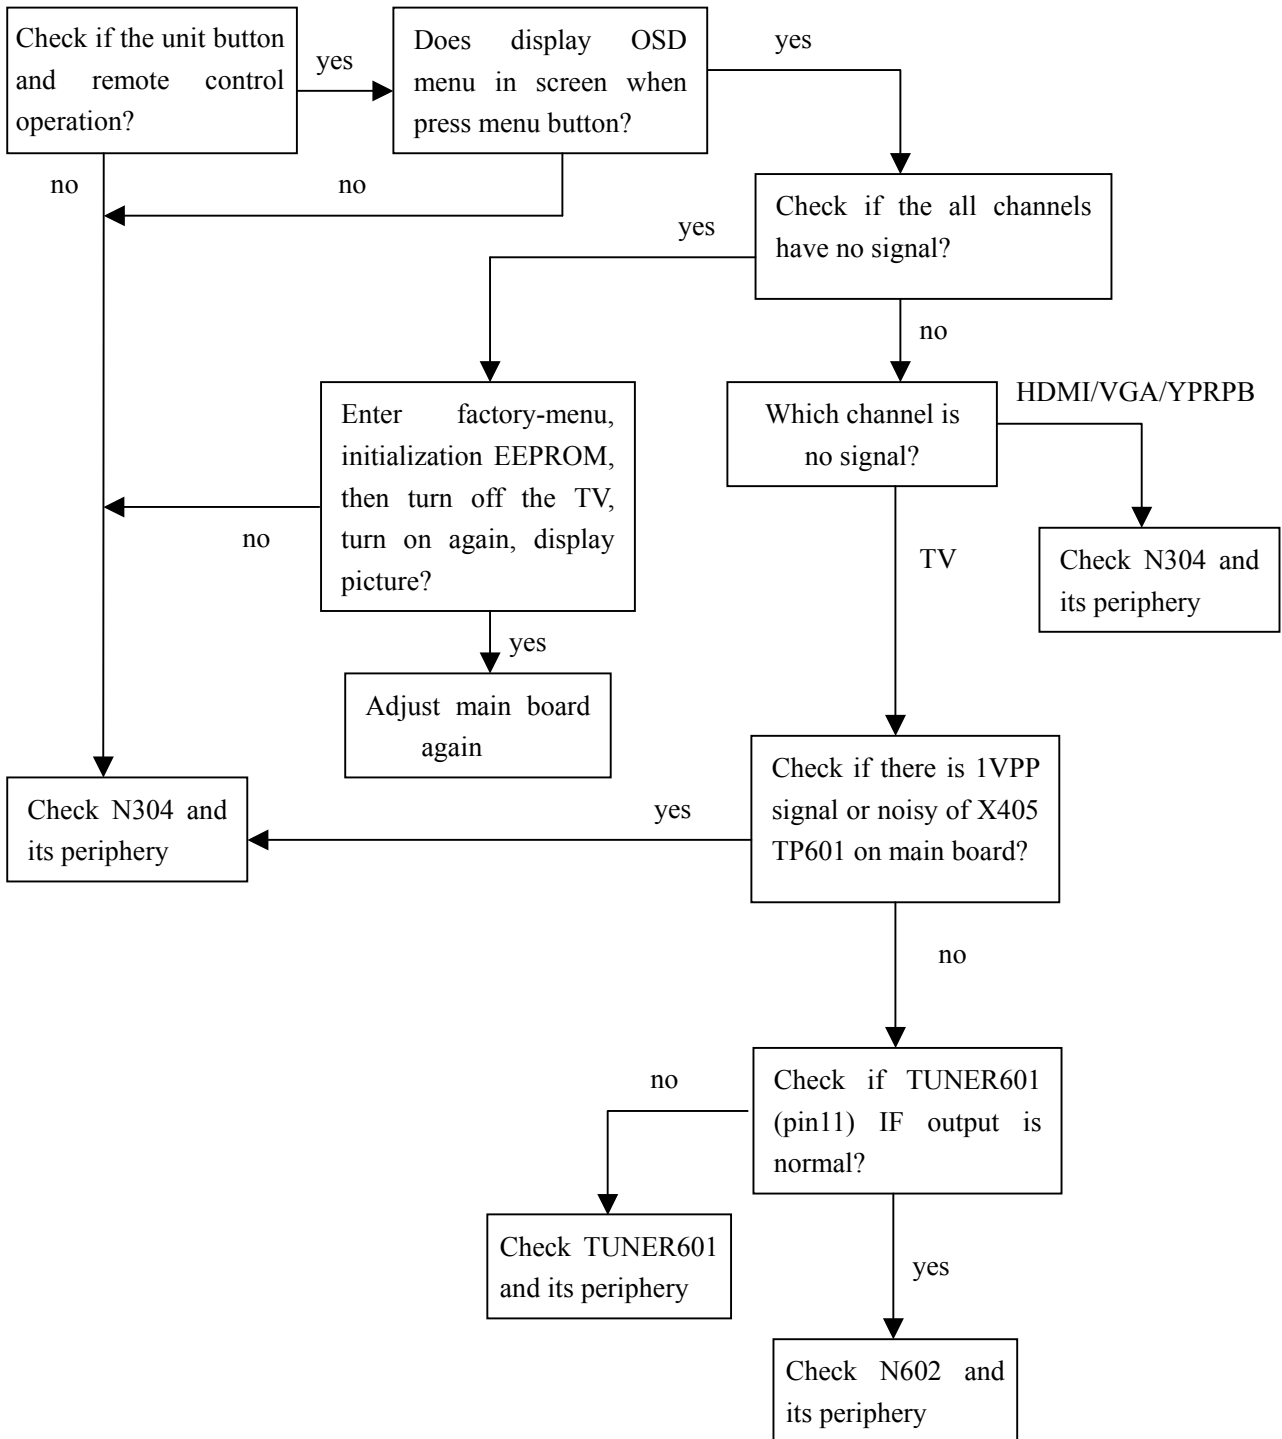 Check if the unit button
and remote control
operation?
yes
Does display OSD
menu in screen when
press menu button?
yes
no
no
Check if the all channels
have no signal?
yes
no
Enter factory-menu,
initialization EEPROM,
then turn off the TV,
turn on again, display
picture?
no
yes
Which channel is
no signal?
HDMI/VGA/YPRPB
TV
Check N304 and
its periphery
Adjust main board
again
Check N304 and
its periphery
yes
Check if there is 1VPP
signal or noisy of X405
TP601 on main board?
no
no
Check if TUNER601
(pin11) IF output is
normal?
Check TUNER601
and its periphery
yes
Check N602 and
its periphery